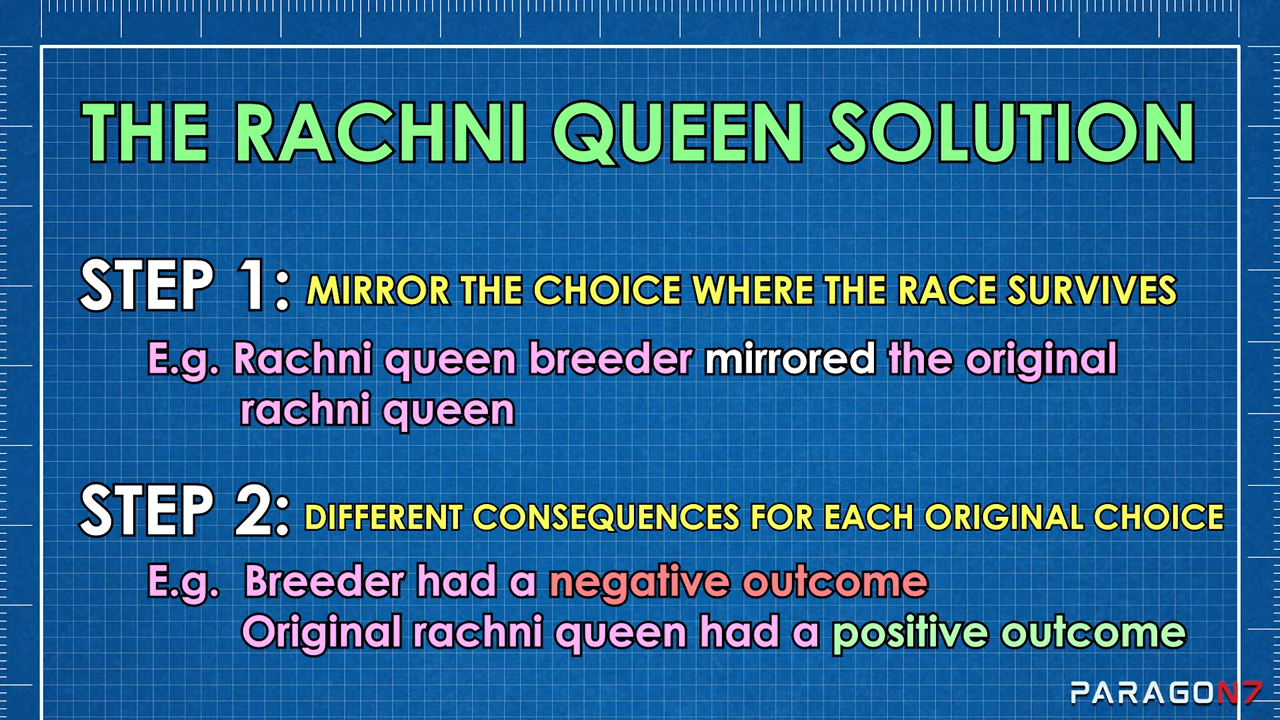 THE RACHNI QUEEN SOLUTION
STEP 1: MIRROR THE CHOICE WHERE THE RACE SURVIVES
E.g. Rachni queen breeder mirrored the original
rachni queen
STEP 2: DIFFERENT CONSEQUENCES FOR EACH ORIGINAL CHOICE
E.g. Breeder had a negative outcome
Original rachni queen had a positive outcome
PARAGON7